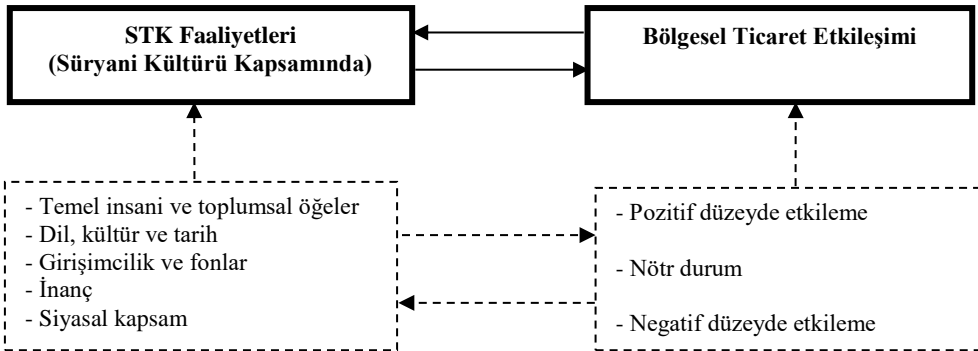 STK Faaliyetleri
(Süryani Kültürü Kapsamında)
Bölgesel Ticaret Etkileşimi
- Temel insani ve toplumsal öğeler
- Dil, kültür ve tarih
- Girişimcilik ve fonlar
- İnanç
- Siyasal kapsam
- Pozitif düzeyde etkileme
- Nötr durum
- Negatif düzeyde etkileme